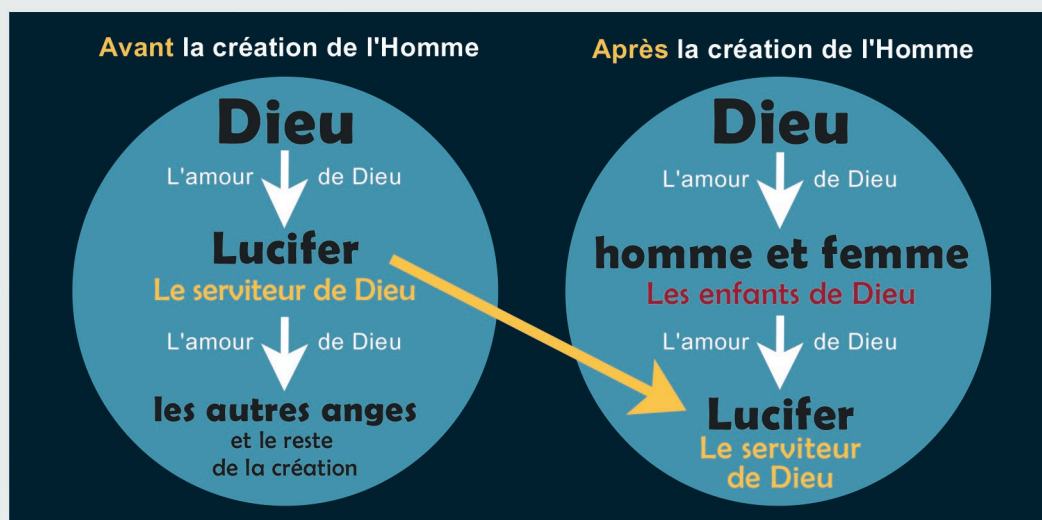 Avant la création de l'Homme
Dieu
L'amour de Dieu
Lucifer
Le serviteur de Dieu
L'amour de Dieu
les autres anges
et le reste
de la création
Après la création de l'Homme
Dieu
L'amour de Dieu
homme et femme
Les enfants de Dieu
L'amour de Dieu
Lucifer
Le serviteur
de Dieu